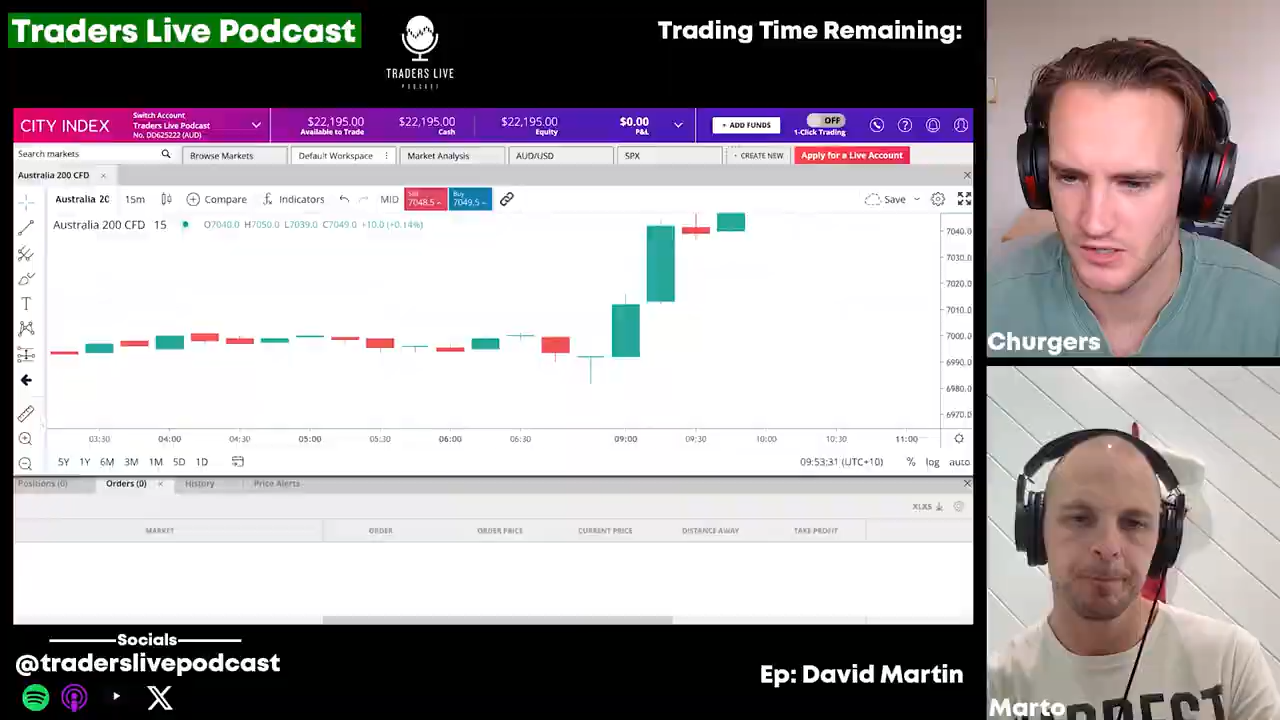 Traders Live Podcast
TRADERS LIVE
PODCAST
Trading Time Remaining:
CITY INDEX
Switch Account
Traders Live Podcast
No. DD625222 (AUD)
$22,195.00
Available to Trade
$22,195.00
Cash
$22,195.00
Equity
$0.00
P&L
+ ADD FUNDS
OFF
1-Click Trading
Search markets
Browse Markets
Default Workspace
Market Analysis
AUD/USD
SPX
+ CREATE NEW
Apply for a Live Account
Australia 200 CFD
Australia 20
15m
Compare
Indicators
MID
Sell
7048.5
Buy
7049.5
Save
Australia 200 CFD 15
O7040.0 H7050.0 L7039.0 C7049.0 +10.0 (+0.14%)
7040.0
7030.0
7020.0
7010.0
7000.0
6990.0
6980.0
6970.0
03:30 04:00 04:30 05:00 05:30 06:00 06:30 09:00 09:30 10:00 10:30 11:00
5Y 1Y 6M 3M 1M 5D 1D
09:53:31 (UTC+10)
% log auto
Positions (0) Orders (0) History Price Alerts
XLXS
MARKET ORDER ORDER PRICE CURRENT PRICE DISTANCE AWAY TAKE PROFIT
Churgers
Marto
Socials
@traderslivepodcast
Ep: David Martin